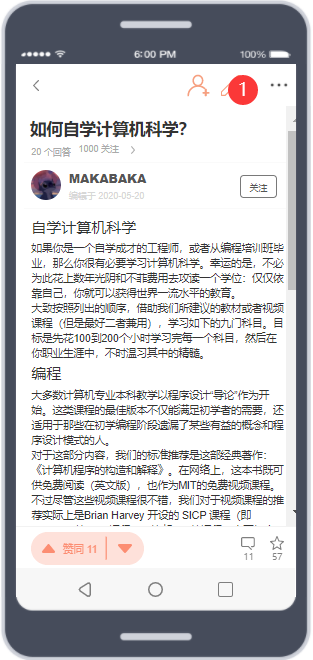 6:00 PM 100%
1
如何自学计算机科学?
20 个回答 1000 关注
MAKABAKA
编辑于 2020-05-20
关注
自学计算机科学
如果你是一个自学成才的工程师，或者从编程培训班毕
业，那么你很有必要学习计算机科学。幸运的是，不必
为此花上数年光阴和不菲费用去攻读一个学位：仅仅依
靠自己，你就可以获得世界一流水平的教育。
大致按照列出的顺序，借助我们所建议的教材或者视频
课程（但是最好二者兼用），学习如下的九门科目。目
标是先花100到200个小时学习完每一个科目，然后在
你职业生涯中，不时温习其中的精髓。
编程
大多数计算机专业本科教学以程序设计“导论”作为开
始。这类课程的最佳版本不仅能满足初学者的需要，还
适用于那些在初学编程阶段遗漏了某些有益的概念和程
序设计模式的人。
对于这部分内容，我们的标准推荐是这部经典著作：
《计算机程序的构造和解释》。在网络上，这本书既可
供免费阅读（英文版），也作为MIT的免费视频课程。
不过尽管这些视频课程很不错，我们对于视频课程的推
荐实际上是Brian Harvey 开设的 SICP 课程（即
赞同 11
11
57